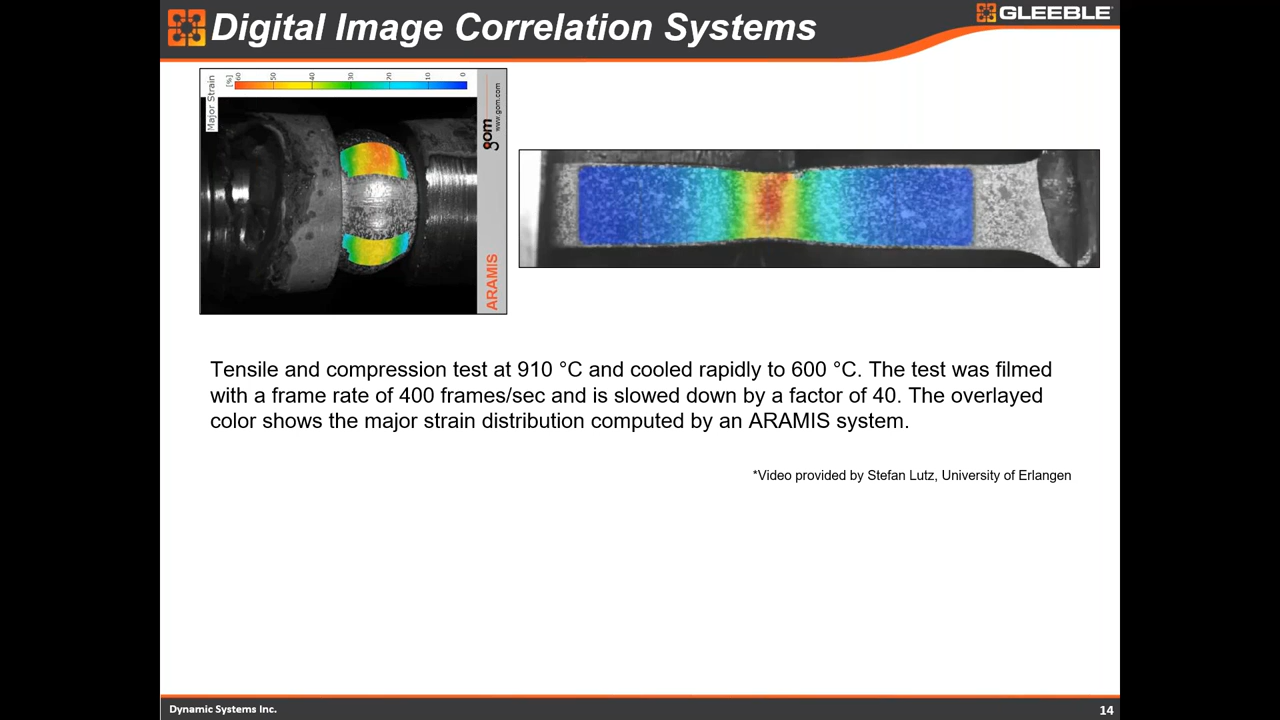 Digital Image Correlation Systems
GLEEBLE
Major Strain
[%]
60 50 40 30 20 10 0
gom
www.gom.com
ARAMIS
Tensile and compression test at 910 °C and cooled rapidly to 600 °C. The test was filmed
with a frame rate of 400 frames/sec and is slowed down by a factor of 40. The overlayed
color shows the major strain distribution computed by an ARAMIS system.
*Video provided by Stefan Lutz, University of Erlangen
Dynamic Systems Inc.
14